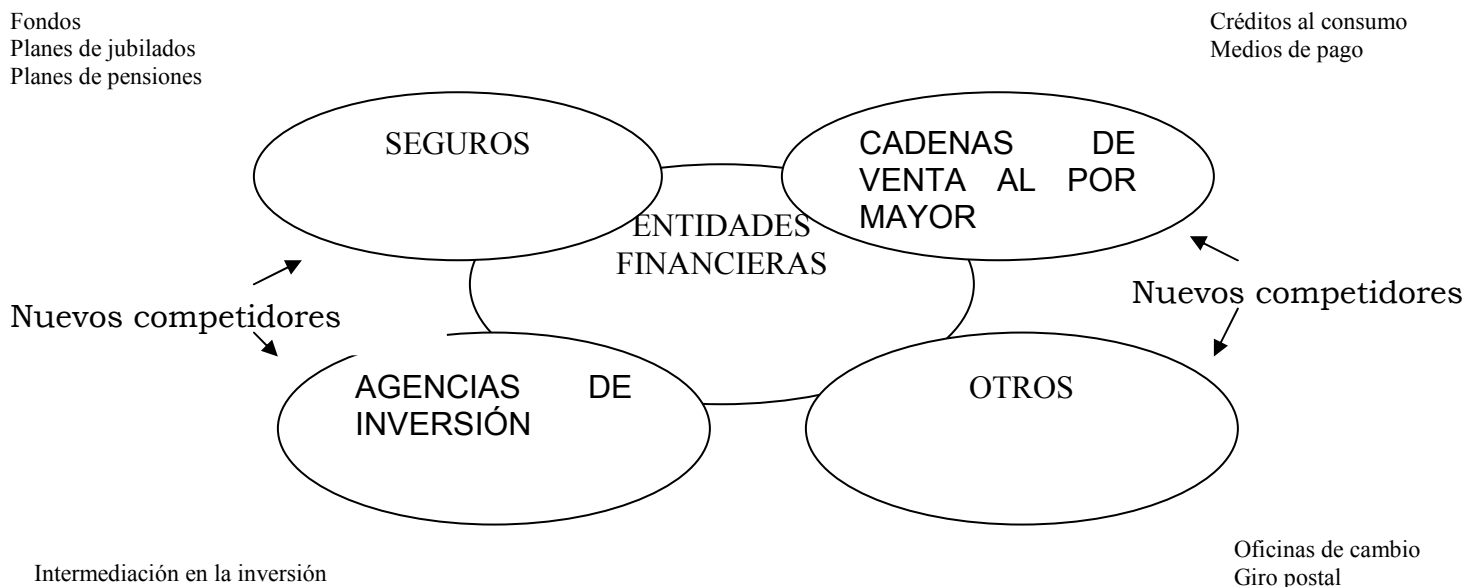 Fondos
Planes de jubilados
Planes de pensiones
Créditos al consumo
Medios de pago
SEGUROS
CADENAS DE
VENTA AL POR
MAYOR
ENTIDADES
FINANCIERAS
Nuevos competidores
Nuevos competidores
AGENCIAS DE
INVERSIÓN
OTROS
Intermediación en la inversión
Oficinas de cambio
Giro postal